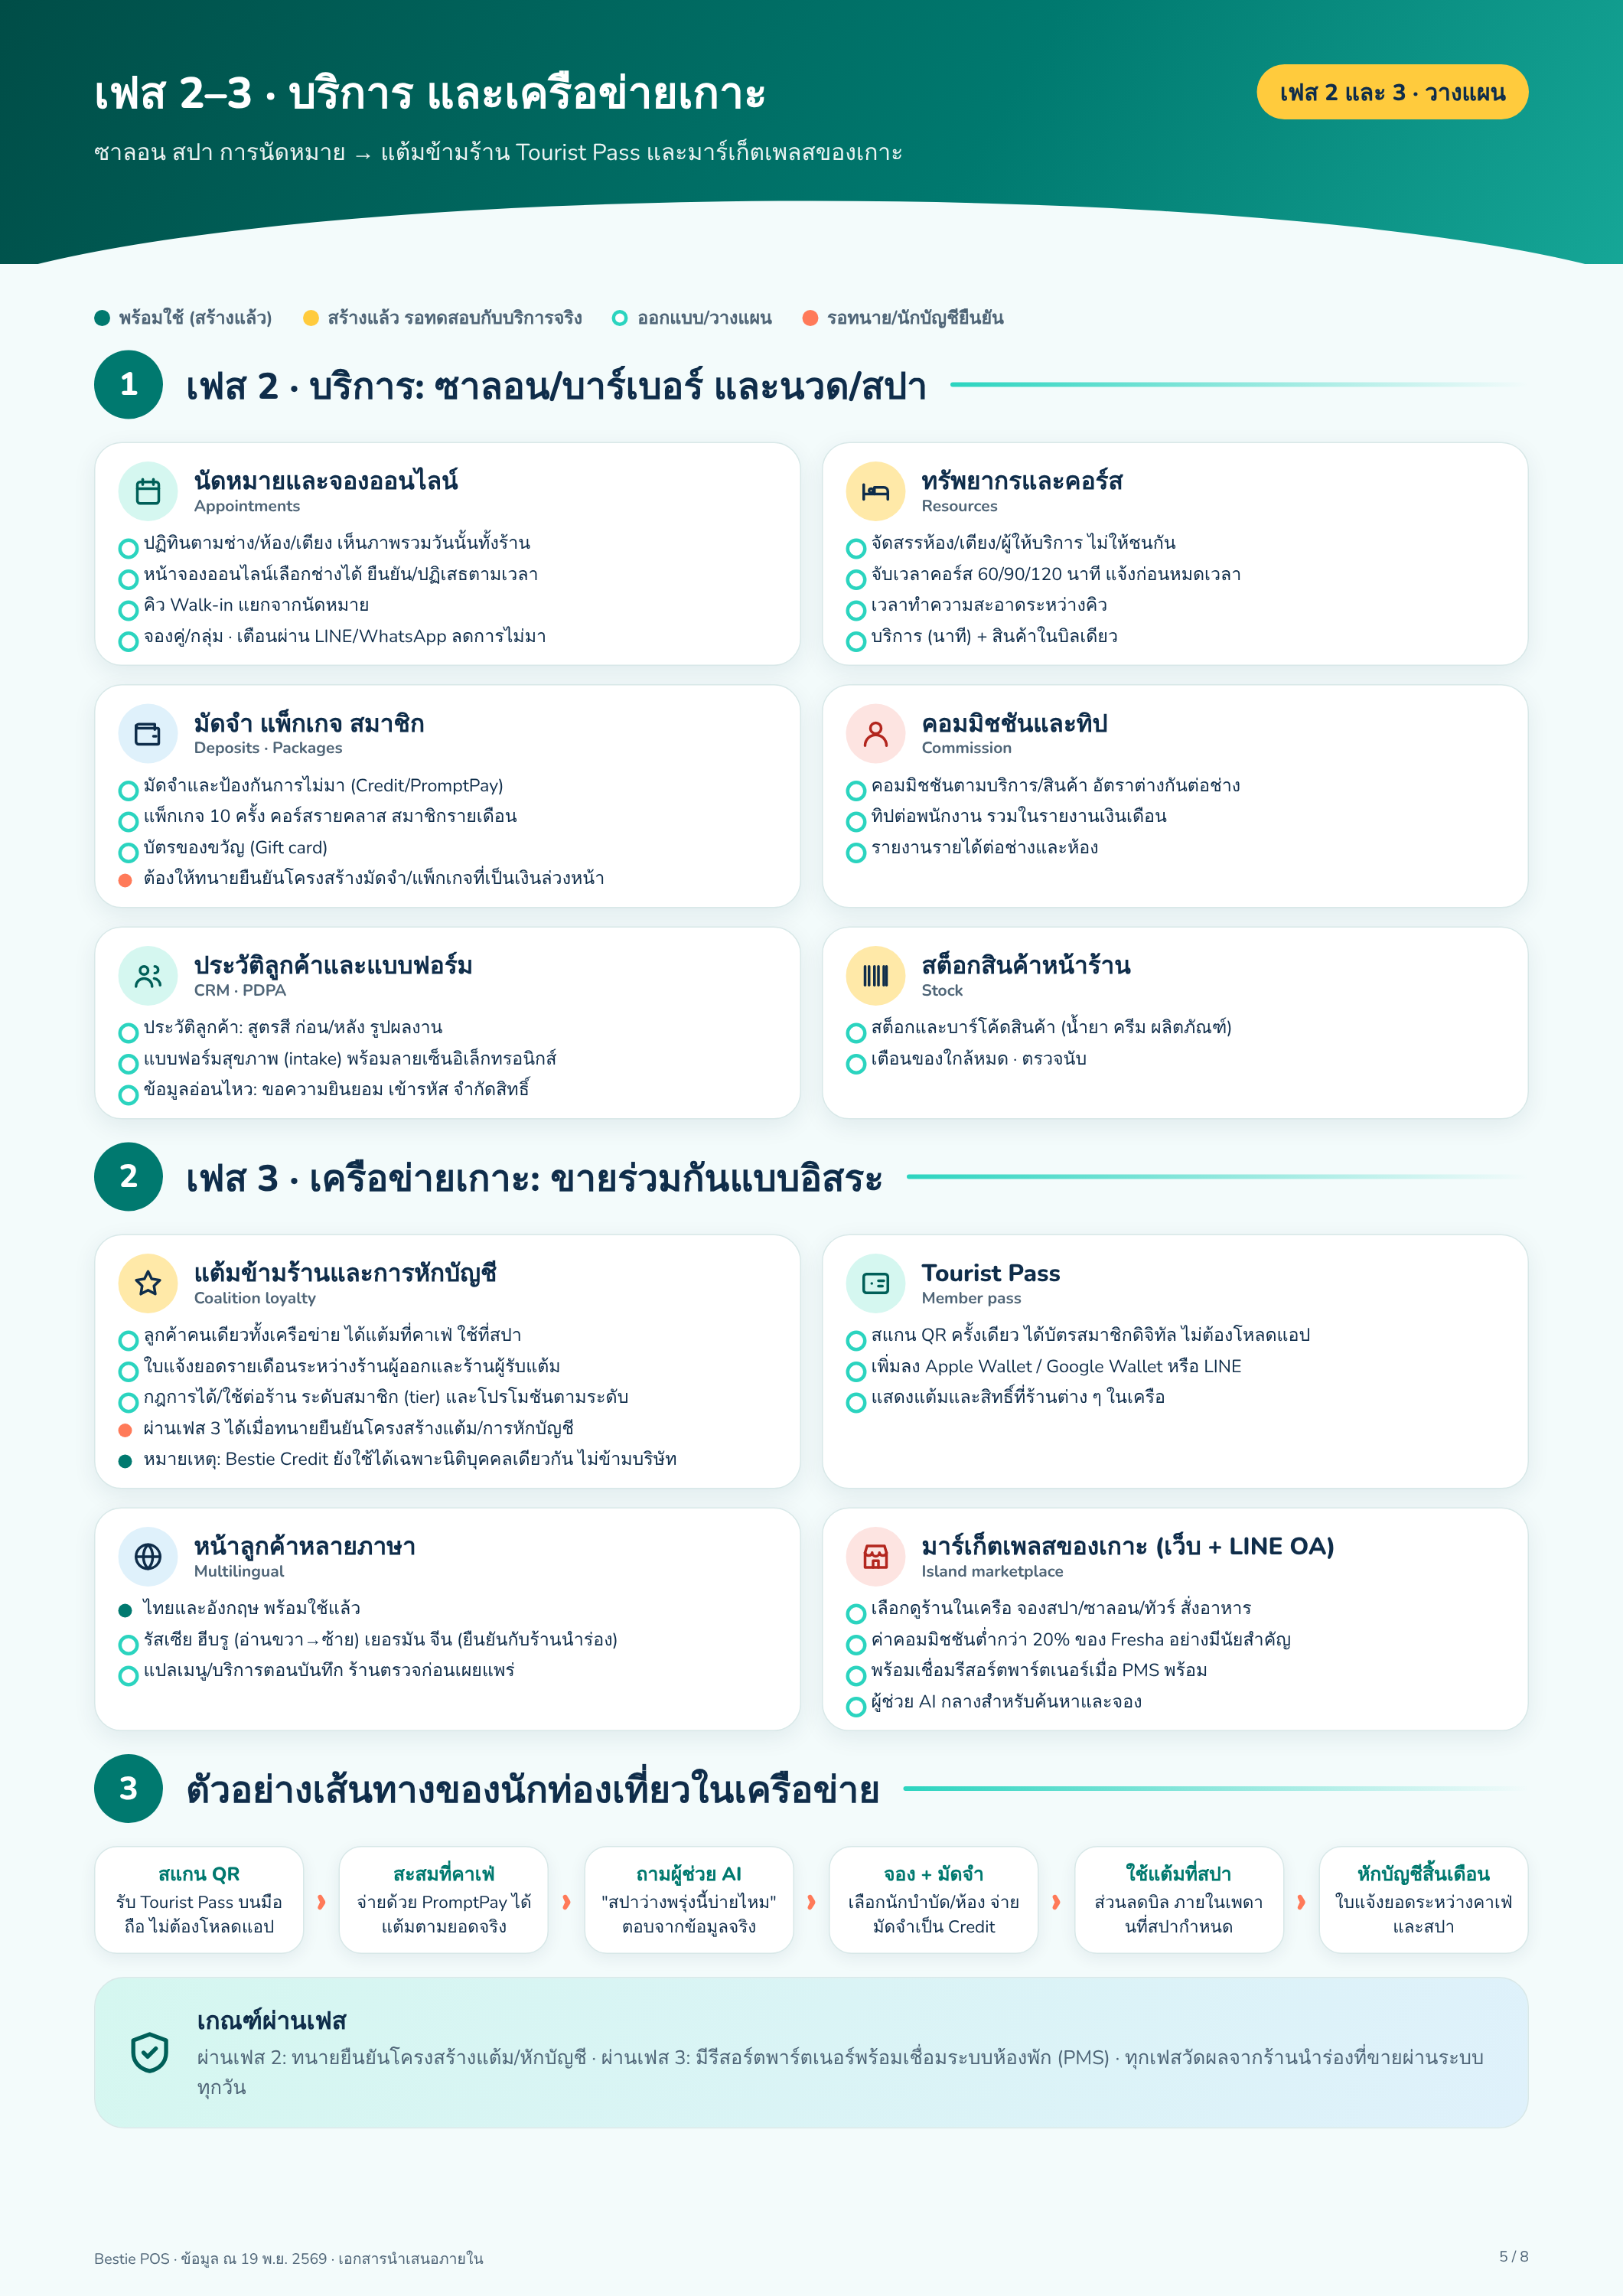 เฟส 2–3 · บริการ และเครือข่ายเกาะ
เฟส 2 และ 3 · วางแผน
ซาลอน สปา การนัดหมาย → แต้มข้ามร้าน Tourist Pass และมาร์เก็ตเพลสของเกาะ
พร้อมใช้ (สร้างแล้ว)
สร้างแล้ว รอทดสอบกับบริการจริง
ออกแบบ/วางแผน
รอทนาย/นักบัญชียืนยัน
1
เฟส 2 · บริการ: ซาลอน/บาร์เบอร์ และนวด/สปา
นัดหมายและจองออนไลน์
Appointments
ปฏิทินตามช่าง/ห้อง/เตียง เห็นภาพรวมวันนั้นทั้งร้าน
หน้าจองออนไลน์เลือกช่างได้ ยืนยัน/ปฏิเสธตามเวลา
คิว Walk-in แยกจากนัดหมาย
จองคู่/กลุ่ม · เตือนผ่าน LINE/WhatsApp ลดการไม่มา
ทรัพยากรและคอร์ส
Resources
จัดสรรห้อง/เตียง/ผู้ให้บริการ ไม่ให้ชนกัน
จับเวลาคอร์ส 60/90/120 นาที แจ้งก่อนหมดเวลา
เวลาทำความสะอาดระหว่างคิว
บริการ (นาที) + สินค้าในบิลเดียว
มัดจำ แพ็กเกจ สมาชิก
Deposits · Packages
มัดจำและป้องกันการไม่มา (Credit/PromptPay)
แพ็กเกจ 10 ครั้ง คอร์สรายคลาส สมาชิกรายเดือน
บัตรของขวัญ (Gift card)
ต้องให้ทนายยืนยันโครงสร้างมัดจำ/แพ็กเกจที่เป็นเงินล่วงหน้า
คอมมิชชันและทิป
Commission
คอมมิชชันตามบริการ/สินค้า อัตราต่างกันต่อช่าง
ทิปต่อพนักงาน รวมในรายงานเงินเดือน
รายงานรายได้ต่อช่างและห้อง
ประวัติลูกค้าและแบบฟอร์ม
CRM · PDPA
ประวัติลูกค้า: สูตรสี ก่อน/หลัง รูปผลงาน
แบบฟอร์มสุขภาพ (intake) พร้อมลายเซ็นอิเล็กทรอนิกส์
ข้อมูลอ่อนไหว: ขอความยินยอม เข้ารหัส จำกัดสิทธิ์
สต็อกสินค้าหน้าร้าน
Stock
สต็อกและบาร์โค้ดสินค้า (น้ำยา ครีม ผลิตภัณฑ์)
เตือนของใกล้หมด · ตรวจนับ
2
เฟส 3 · เครือข่ายเกาะ: ขายร่วมกันแบบอิสระ
แต้มข้ามร้านและการหักบัญชี
Coalition loyalty
ลูกค้าคนเดียวทั้งเครือข่าย ได้แต้มที่คาเฟ่ ใช้ที่สปา
ใบแจ้งยอดรายเดือนระหว่างร้านผู้ออกและร้านผู้รับแต้ม
กฎการได้/ใช้ต่อร้าน ระดับสมาชิก (tier) และโปรโมชันตามระดับ
ผ่านเฟส 3 ได้เมื่อทนายยืนยันโครงสร้างแต้ม/การหักบัญชี
หมายเหตุ: Bestie Credit ยังใช้ได้เฉพาะนิติบุคคลเดียวกัน ไม่ข้ามบริษัท
Tourist Pass
Member pass
สแกน QR ครั้งเดียว ได้บัตรสมาชิกดิจิทัล ไม่ต้องโหลดแอป
เพิ่มลง Apple Wallet / Google Wallet หรือ LINE
แสดงแต้มและสิทธิ์ที่ร้านต่าง ๆ ในเครือ
หน้าลูกค้าหลายภาษา
Multilingual
ไทยและอังกฤษ พร้อมใช้แล้ว
รัสเซีย ฮีบรู (อ่านขวา→ซ้าย) เยอรมัน จีน (ยืนยันกับร้านนำร่อง)
แปลเมนู/บริการตอนบันทึก ร้านตรวจก่อนเผยแพร่
มาร์เก็ตเพลสของเกาะ (เว็บ + LINE OA)
Island marketplace
เลือกดูร้านในเครือ จองสปา/ซาลอน/ทัวร์ สั่งอาหาร
ค่าคอมมิชชันต่ำกว่า 20% ของ Fresha อย่างมีนัยสำคัญ
พร้อมเชื่อมรีสอร์ตพาร์ตเนอร์เมื่อ PMS พร้อม
ผู้ช่วย AI กลางสำหรับค้นหาและจอง
3
ตัวอย่างเส้นทางของนักท่องเที่ยวในเครือข่าย
สแกน QR
รับ Tourist Pass บนมือ
ถือ ไม่ต้องโหลดแอป
สะสมที่คาเฟ่
จ่ายด้วย PromptPay ได้
แต้มตามยอดจริง
ถามผู้ช่วย AI
"สปาว่างพรุ่งนี้บ่ายไหม"
ตอบจากข้อมูลจริง
จอง + มัดจำ
เลือกนักบำบัด/ห้อง จ่าย
มัดจำเป็น Credit
ใช้แต้มที่สปา
ส่วนลดบิล ภายในเพดา
นที่สปากำหนด
หักบัญชีสิ้นเดือน
ใบแจ้งยอดระหว่างคาเฟ่
และสปา
เกณฑ์ผ่านเฟส
ผ่านเฟส 2: ทนายยืนยันโครงสร้างแต้ม/หักบัญชี · ผ่านเฟส 3: มีรีสอร์ตพาร์ตเนอร์พร้อมเชื่อมระบบห้องพัก (PMS) · ทุกเฟสวัดผลจากร้านนำร่องที่ขายผ่านระบบ
ทุกวัน
Bestie POS · ข้อมูล ณ 19 พ.ย. 2569 · เอกสารนำเสนอภายใน
5 / 8